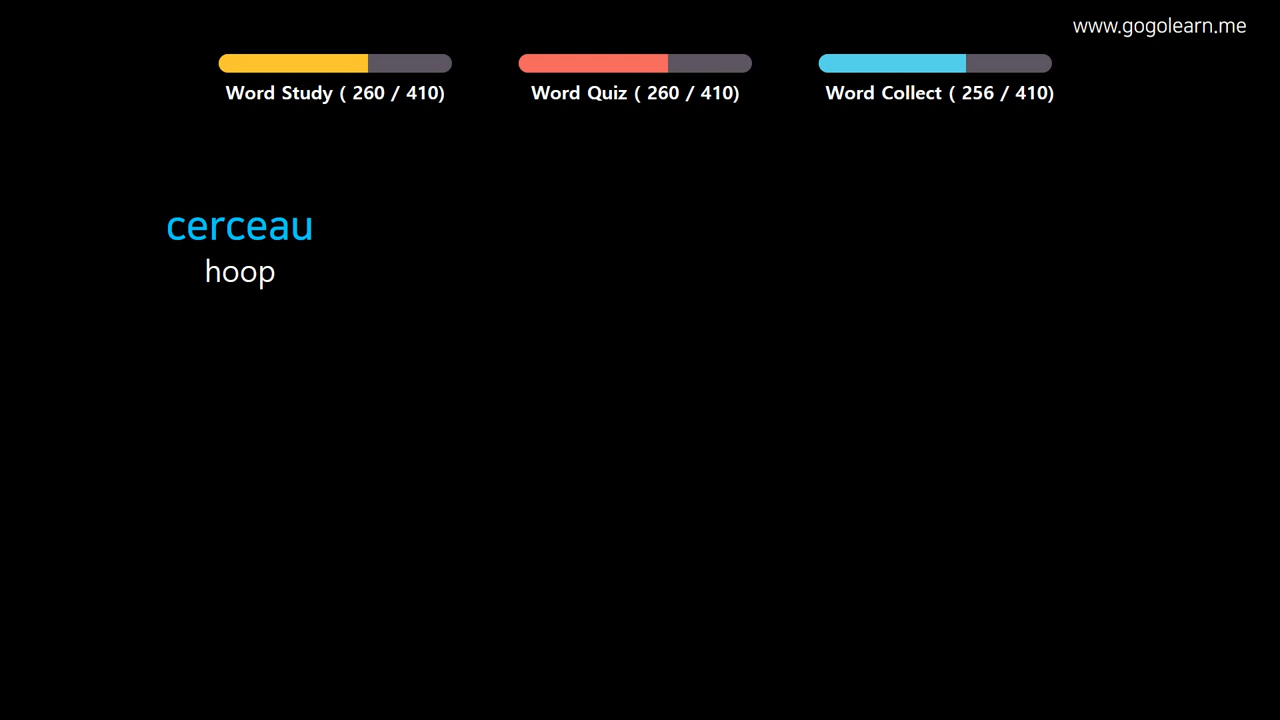 www.gogolearn.me
Word Study ( 260 / 410)
Word Quiz ( 260 / 410)
Word Collect ( 256 / 410)
cerceau
hoop